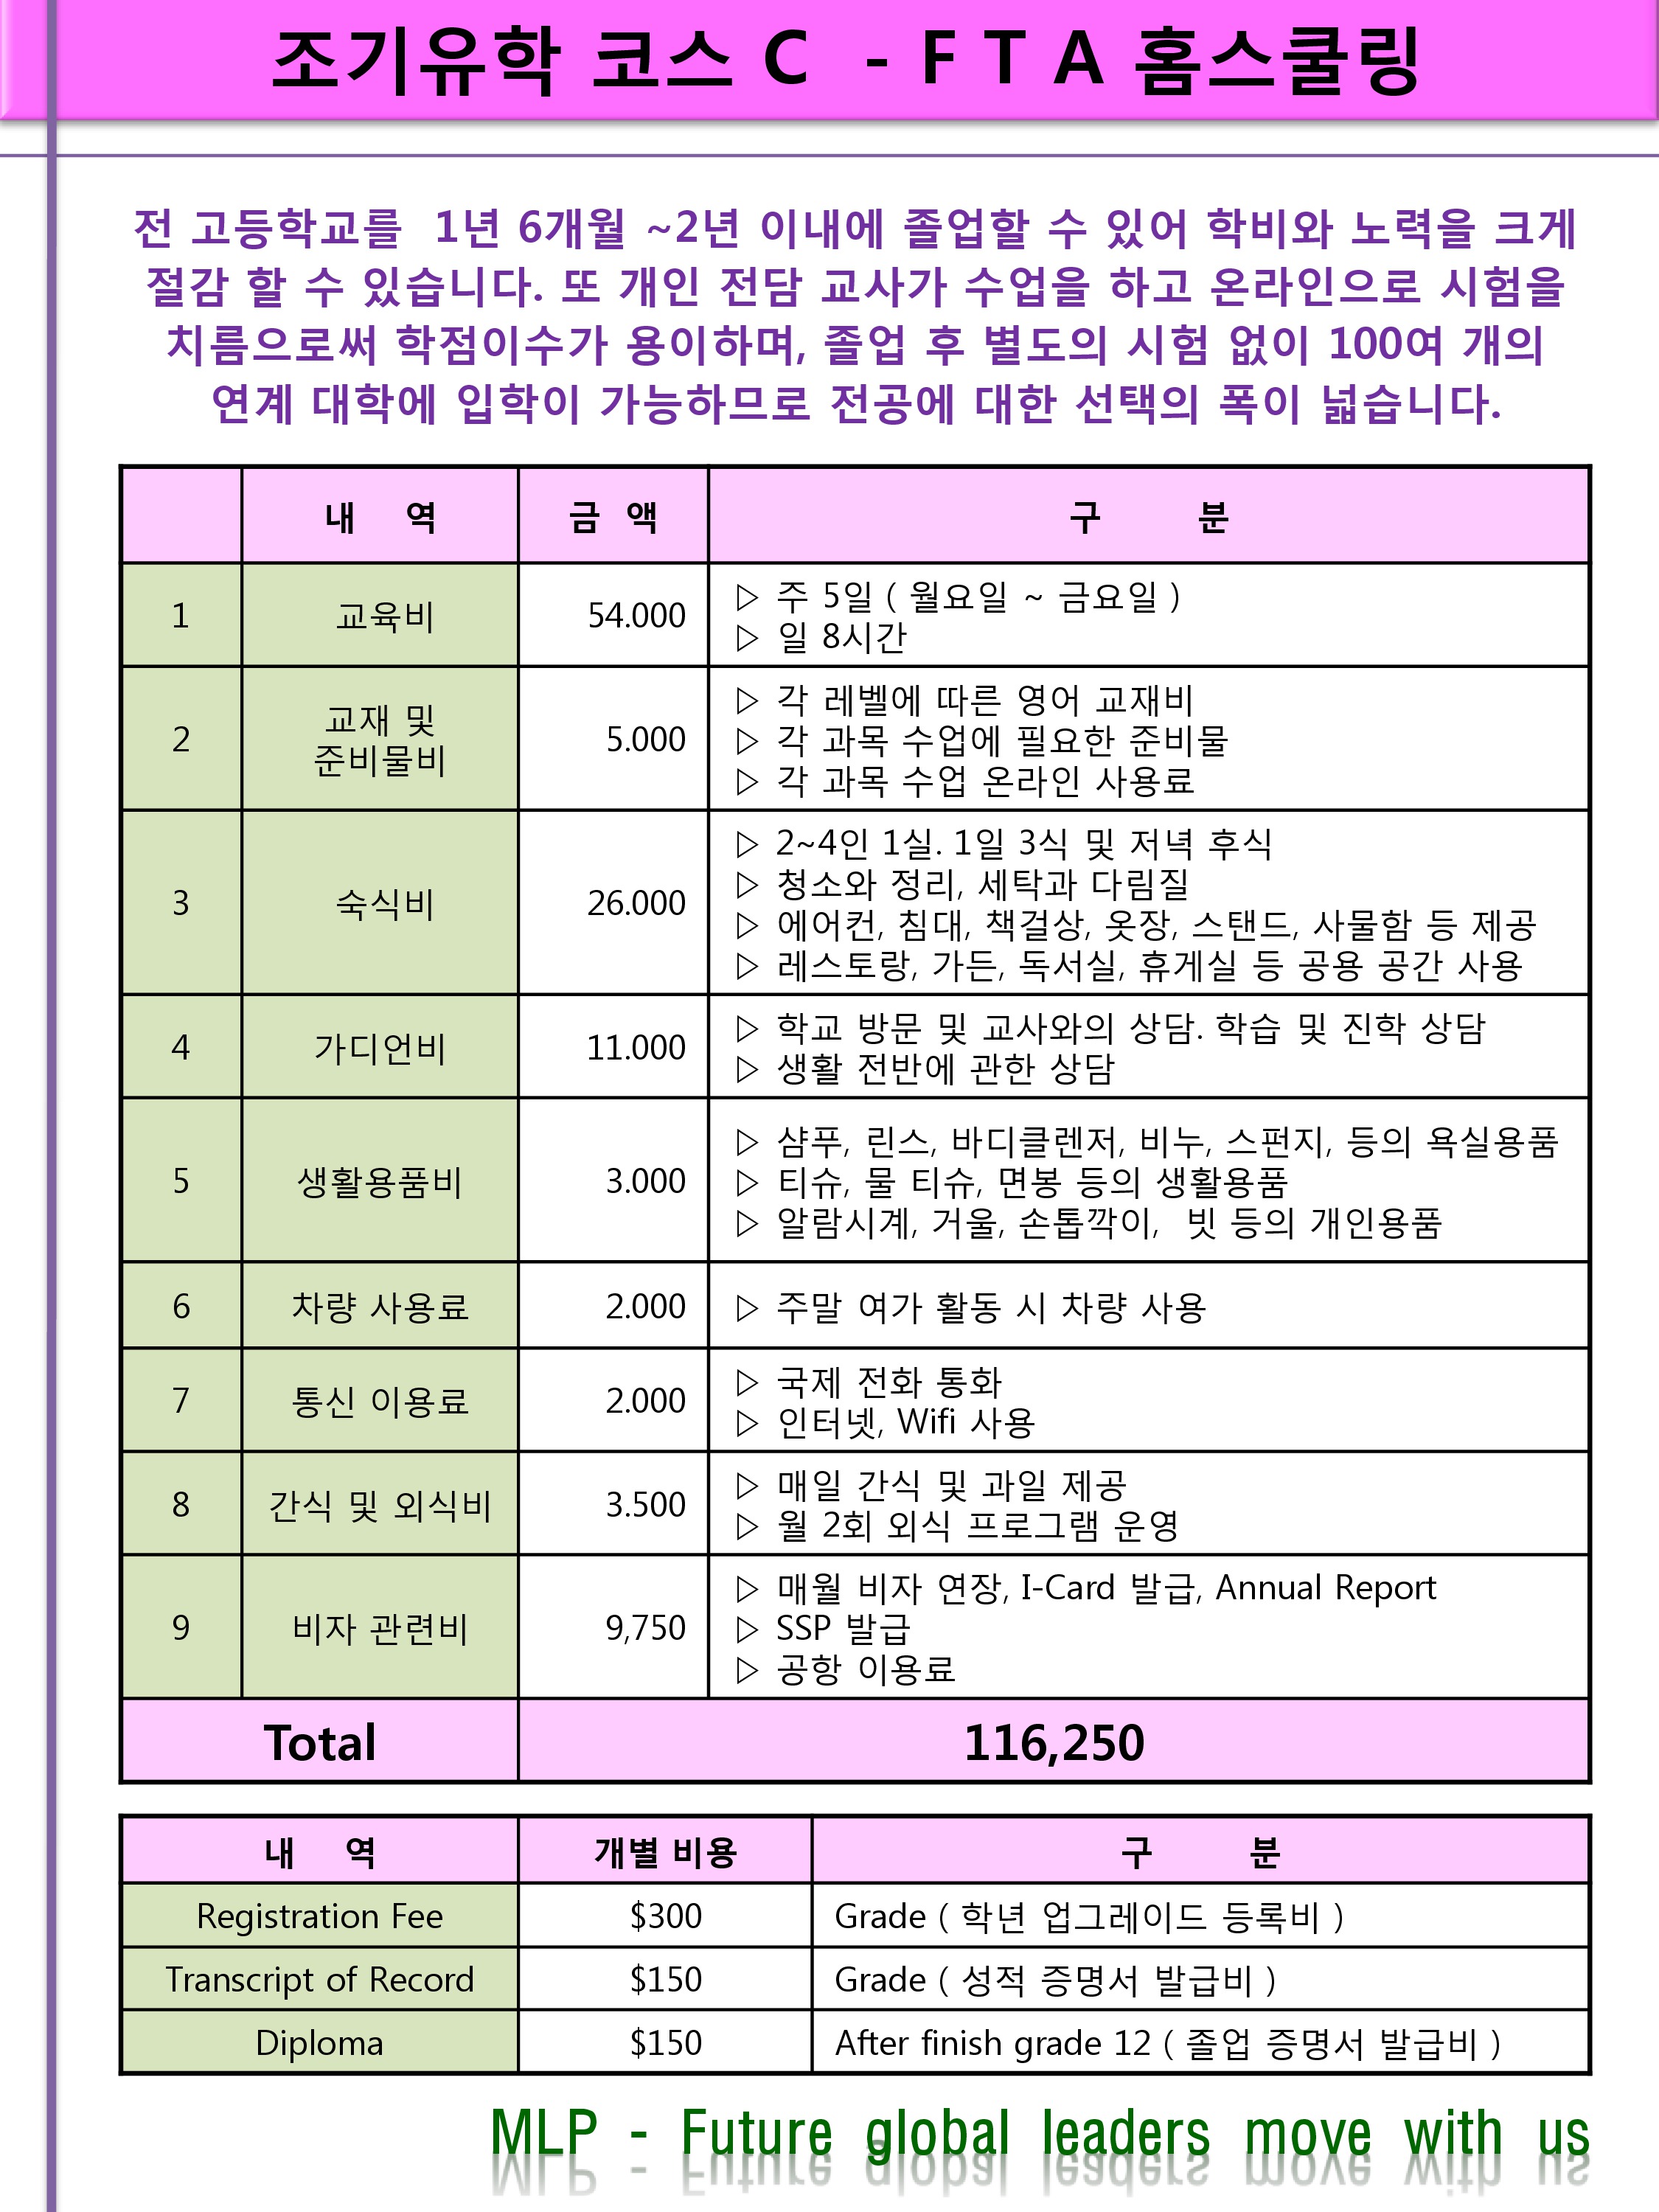 조기유학 코스 C - F T A 홈스쿨링
전 고등학교를 1년 6개월 ~2년 이내에 졸업할 수 있어 학비와 노력을 크게
절감 할 수 있습니다. 또 개인 전담 교사가 수업을 하고 온라인으로 시험을
치름으로써 학점이수가 용이하며, 졸업 후 별도의 시험 없이 100여 개의
연계 대학에 입학이 가능하므로 전공에 대한 선택의 폭이 넓습니다.
내 역 금 액 구 분
1 교육비 54.000 ▷ 주 5일 ( 월요일 ~ 금요일 )
▷ 일 8시간
2 교재 및 준비물비 5.000 ▷ 각 레벨에 따른 영어 교재비
▷ 각 과목 수업에 필요한 준비물
▷ 각 과목 수업 온라인 사용료
3 숙식비 26.000 ▷ 2~4인 1실. 1일 3식 및 저녁 후식
▷ 청소와 정리, 세탁과 다림질
▷ 에어컨, 침대, 책걸상, 옷장, 스탠드, 사물함 등 제공
▷ 레스토랑, 가든, 독서실, 휴게실 등 공용 공간 사용
4 가디언비 11.000 ▷ 학교 방문 및 교사와의 상담. 학습 및 진학 상담
▷ 생활 전반에 관한 상담
5 생활용품비 3.000 ▷ 샴푸, 린스, 바디클렌저, 비누, 스펀지, 등의 욕실용품
▷ 티슈, 물 티슈, 면봉 등의 생활용품
▷ 알람시계, 거울, 손톱깍이, 빗 등의 개인용품
6 차량 사용료 2.000 ▷ 주말 여가 활동 시 차량 사용
7 통신 이용료 2.000 ▷ 국제 전화 통화
▷ 인터넷, Wifi 사용
8 간식 및 외식비 3.500 ▷ 매일 간식 및 과일 제공
▷ 월 2회 외식 프로그램 운영
9 비자 관련비 9,750 ▷ 매월 비자 연장, I-Card 발급, Annual Report
▷ SSP 발급
▷ 공항 이용료
Total 116,250
내 역 개별 비용 구 분
Registration Fee $300 Grade ( 학년 업그레이드 등록비 )
Transcript of Record $150 Grade ( 성적 증명서 발급비 )
Diploma $150 After finish grade 12 ( 졸업 증명서 발급비 )
MLP - Future global leaders move with us